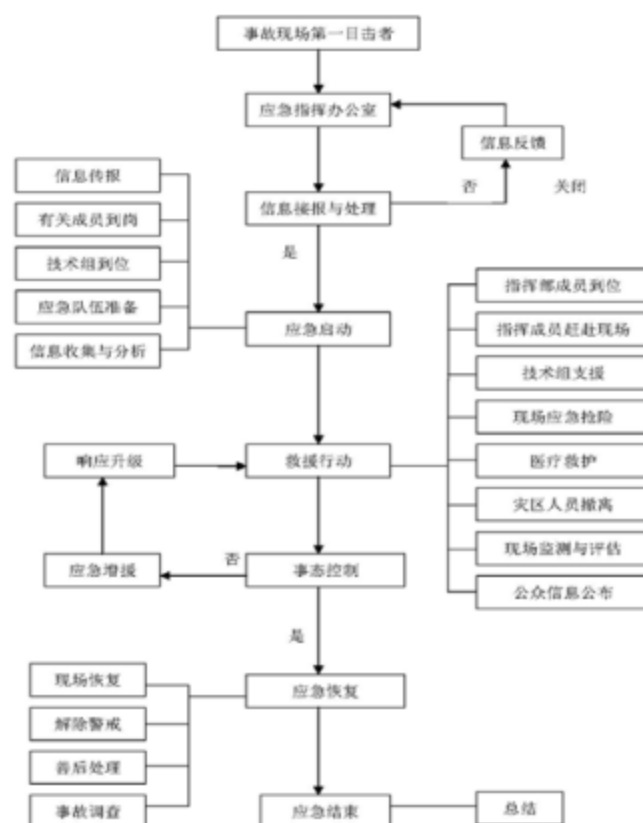 事故现场第一目击者
应急指挥办公室
信息反馈
信息传报
否
关闭
有关成员到岗
信息接报与处理
是
技术组到位
指挥部成员到位
应急队伍准备
应急启动
指挥成员赶赴现场
信息收集与分析
技术组支援
现场应急抢险
响应升级
救援行动
医疗救护
灾区人员撤离
否
现场监测与评估
应急增援
事态控制
公众信息公布
是
现场恢复
应急恢复
解除警戒
善后处理
事故调查
应急结束
总结